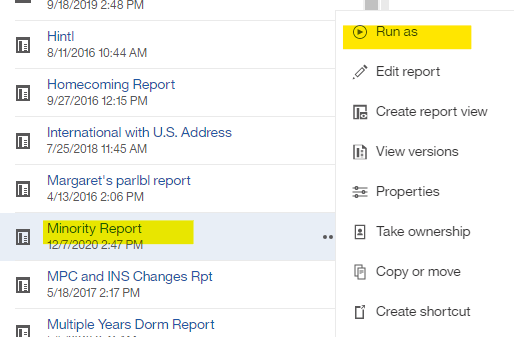 9/18/2019 2:48 PM
Hintl
8/11/2016 10:44 AM
Homecoming Report
9/27/2016 12:15 PM
International with U.S. Address
7/25/2018 11:45 AM
Margaret's parlbl report
4/13/2016 2:06 PM
Minority Report
12/7/2020 2:47 PM
MPC and INS Changes Rpt
5/18/2017 2:17 PM
Multiple Years Dorm Report
Run as
Edit report
Create report view
View versions
Properties
Take ownership
Copy or move
Create shortcut